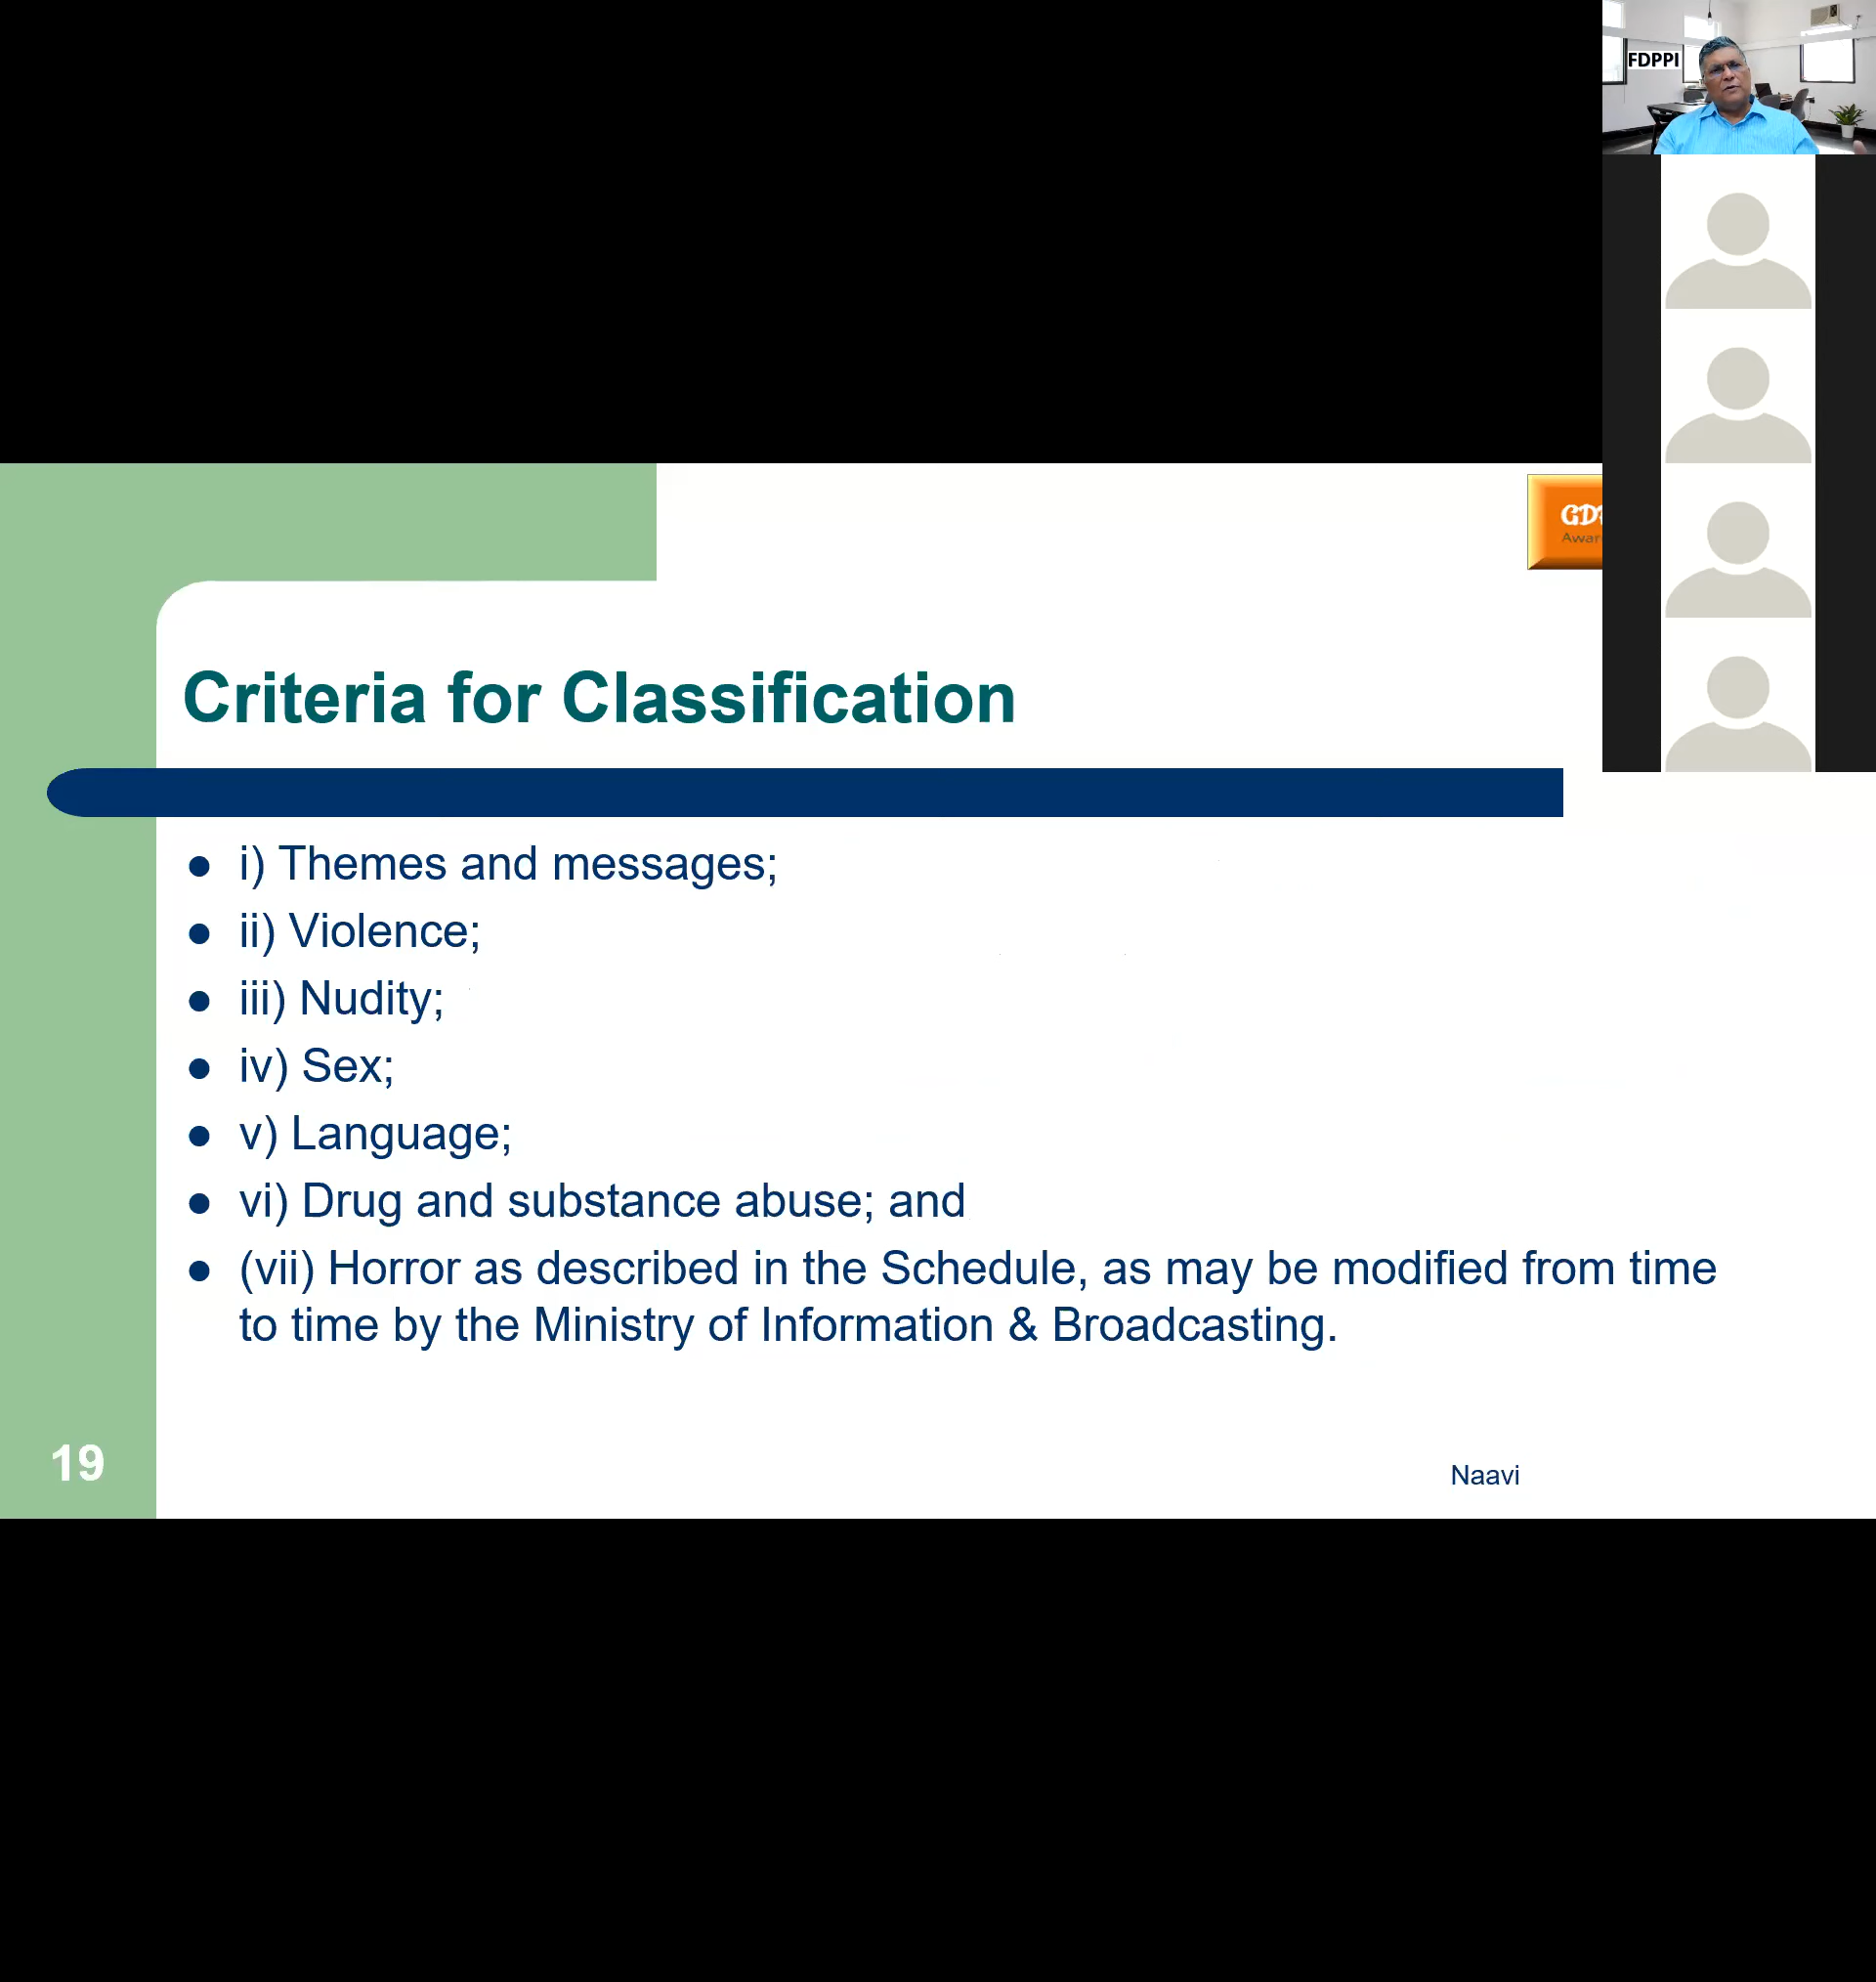 FDPPI
Criteria for Classification
● i) Themes and messages;
● ii) Violence;
● iii) Nudity;
● iv) Sex;
● v) Language;
● vi) Drug and substance abuse; and
● (vii) Horror as described in the Schedule, as may be modified from time
to time by the Ministry of Information & Broadcasting.
19
Naavi